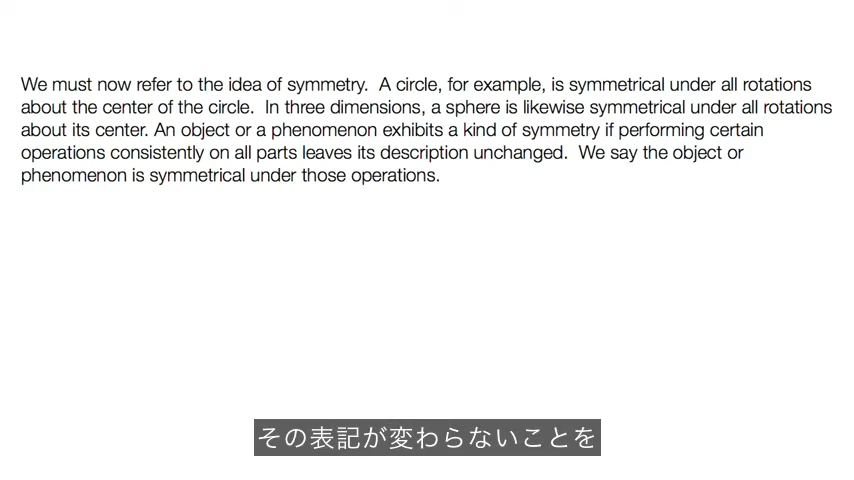 We must now refer to the idea of symmetry.  A circle, for example, is symmetrical under all rotations
about the center of the circle.  In three dimensions, a sphere is likewise symmetrical under all rotations
about its center. An object or a phenomenon exhibits a kind of symmetry if performing certain
operations consistently on all parts leaves its description unchanged.  We say the object or
phenomenon is symmetrical under those operations.
その表記が変わらないことを